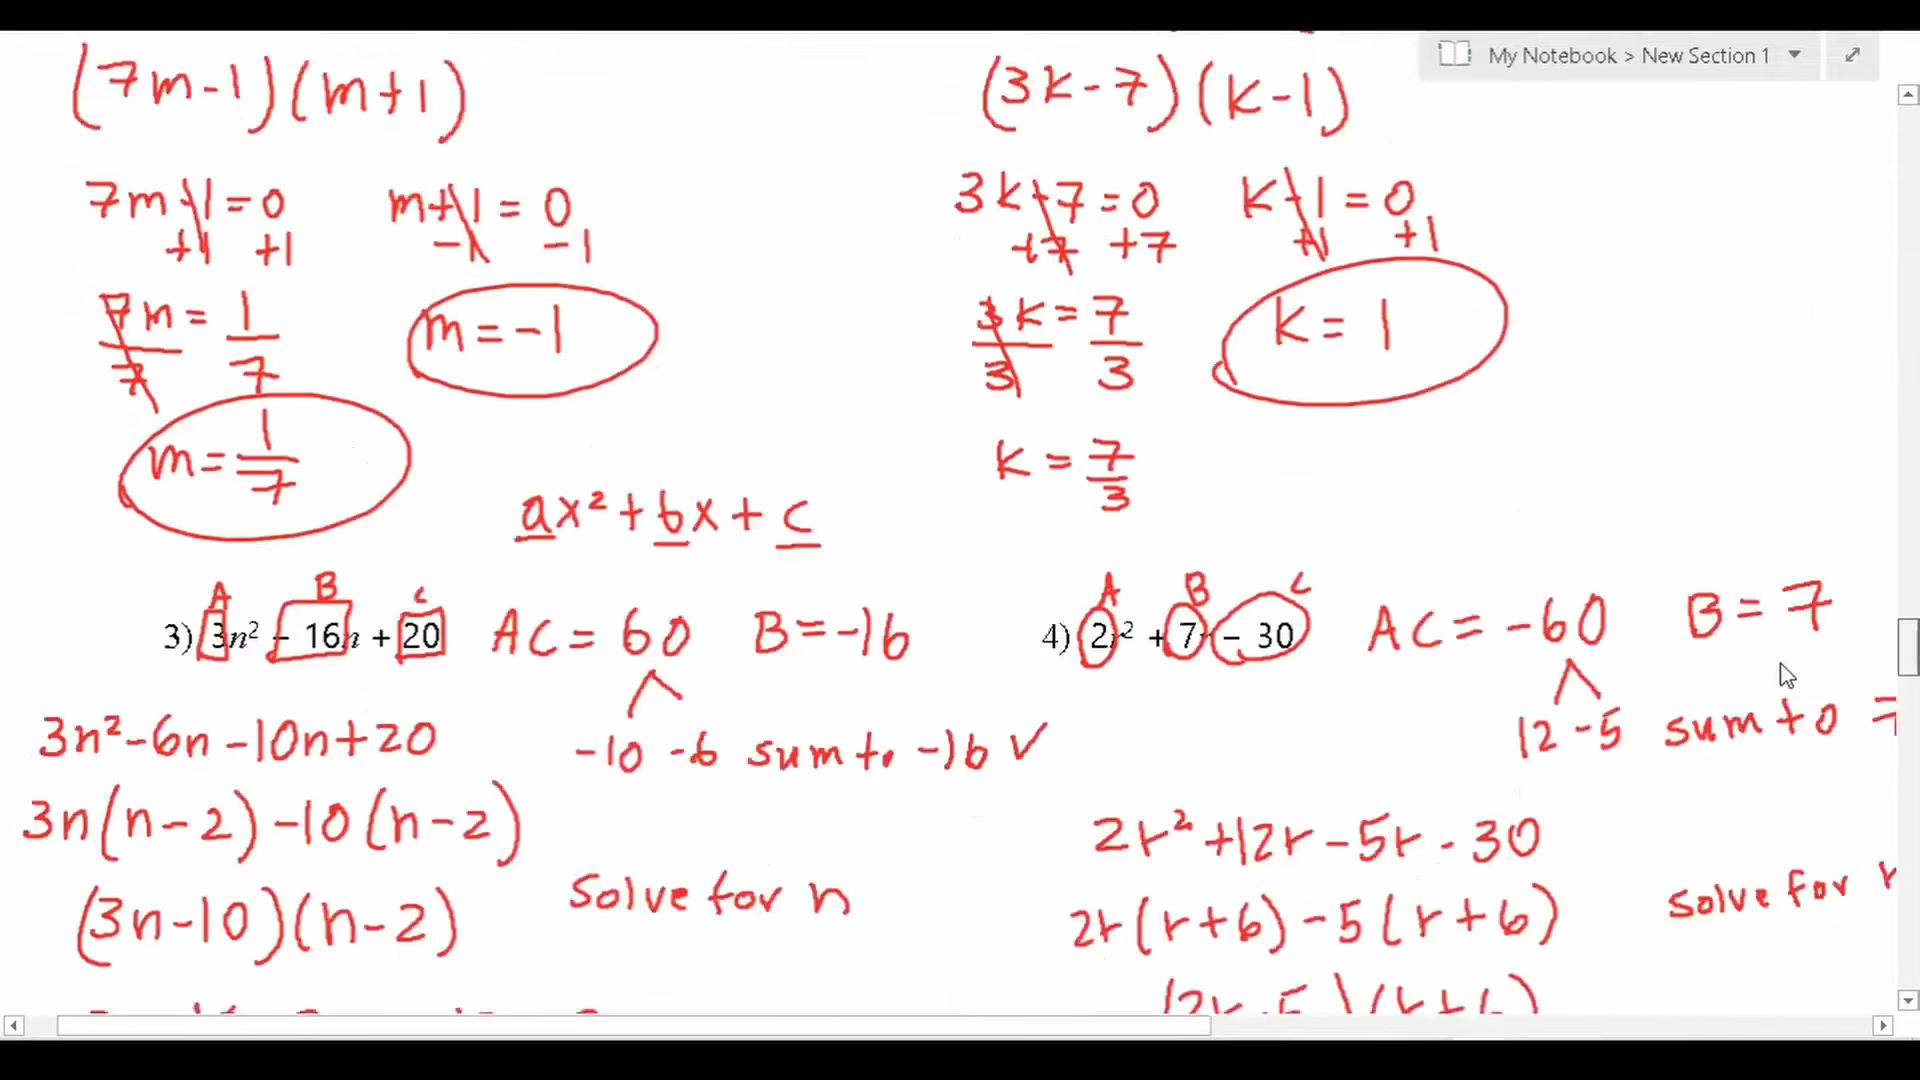 My Notebook > New Section 1
(7m-1)(m+1)
7m-1=0
+1 +1
7m = 1
7 7
m = 1/7
m+1 = 0
-1 -1
m = -1
(3k-7)(k-1)
3k-7=0
+7 +7
3k = 7
3 3
k = 7/3
k-1=0
+1 +1
k = 1
ax²+bx+c
A B C
3) 3n² - 16n + 20 AC = 60 B=-16
-10 -6 sum to -16 ✓
3n²-6n-10n+20
3n(n-2)-10(n-2)
(3n-10)(n-2)
Solve for n
A B C
4) 2r² + 7r - 30 AC = -60 B = 7
12 -5 sum to 7
2r²+12r-5r-30
2r(r+6)-5(r+6)
solve for r